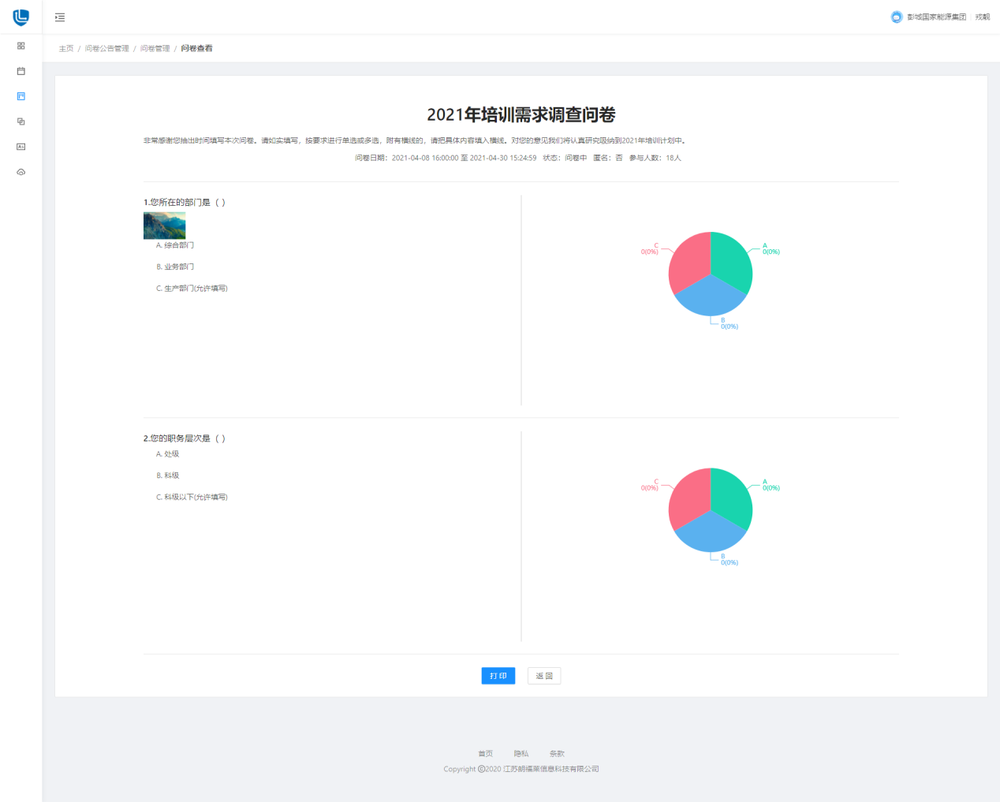 彭城国家能源集团 戎靓
主页 / 问卷公告管理 / 问卷管理 / 问卷查看
2021年培训需求调查问卷
非常感谢您抽出时间填写本次问卷。请如实填写，按要求进行单选或多选，附有横线的，请把具体内容填入横线。对您的意见我们将认真研究吸纳到2021年培训计划中。
问卷日期：2021-04-08 16:00:00 至 2021-04-30 15:24:59 状态：问卷中 匿名：否 参与人数：18人
1.您所在的部门是（ ）
A. 综合部门
B. 业务部门
C. 生产部门(允许填写)
C
0(0%)
A
0(0%)
B
0(0%)
2.您的职务层次是（ ）
A. 处级
B. 科级
C. 科级以下(允许填写)
C
0(0%)
A
0(0%)
B
0(0%)
打 印 返 回
首页 隐私 条款
Copyright ©2020 江苏朗福莱信息科技有限公司